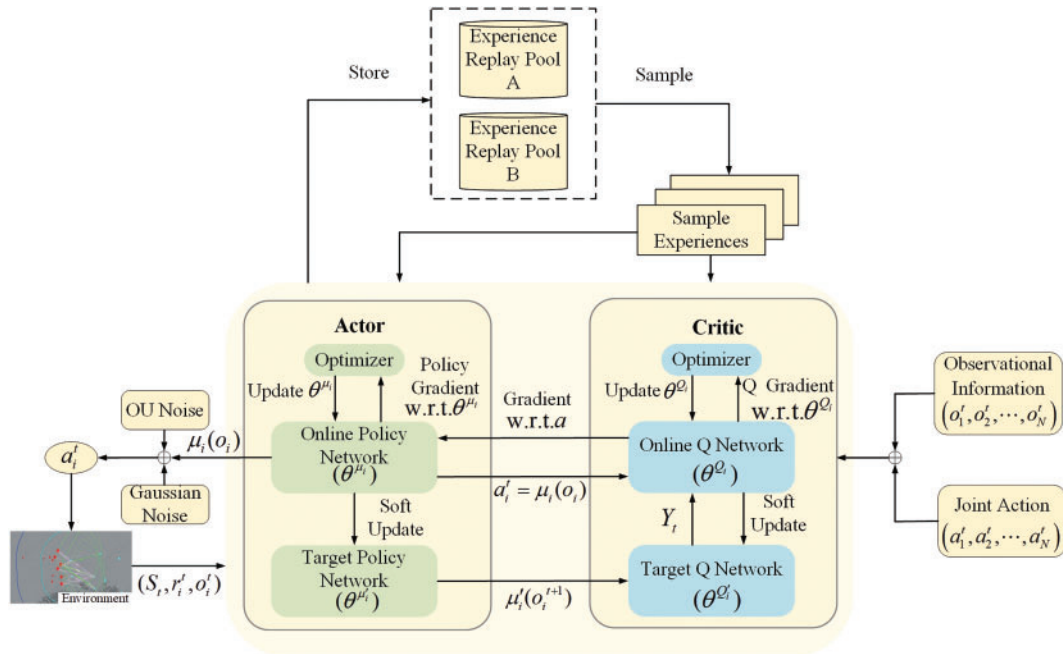 Experience
Replay Pool
A
Store
Sample
Experience
Replay Pool
B
Sample
Experiences
Actor
Critic
Optimizer
Optimizer
Update θ^{μ_i}
Policy
Gradient
w.r.t.θ^{μ_i}
Update θ^{Q_i}
Q Gradient
w.r.t.θ^{Q_i}
Gradient
w.r.t.a
Observational
Information
(o_1^t, o_2^t, ⋯, o_N^t)
OU Noise
μ_i(o_i)
Online Policy
Network
(θ^{μ_i})
Online Q Network
(θ^{Q_i})
a_i^t
Gaussian
Noise
a_i^t = μ_i(o_i)
Soft
Update
Y_t
Soft
Update
Joint Action
(a_1^t, a_2^t, ⋯, a_N^t)
Environment
(S_t, r_i^t, o_i^t)
Target Policy
Network
(θ^{μ_i'})
μ_i'(o_i^{t+1})
Target Q Network
(θ^{Q_i'})